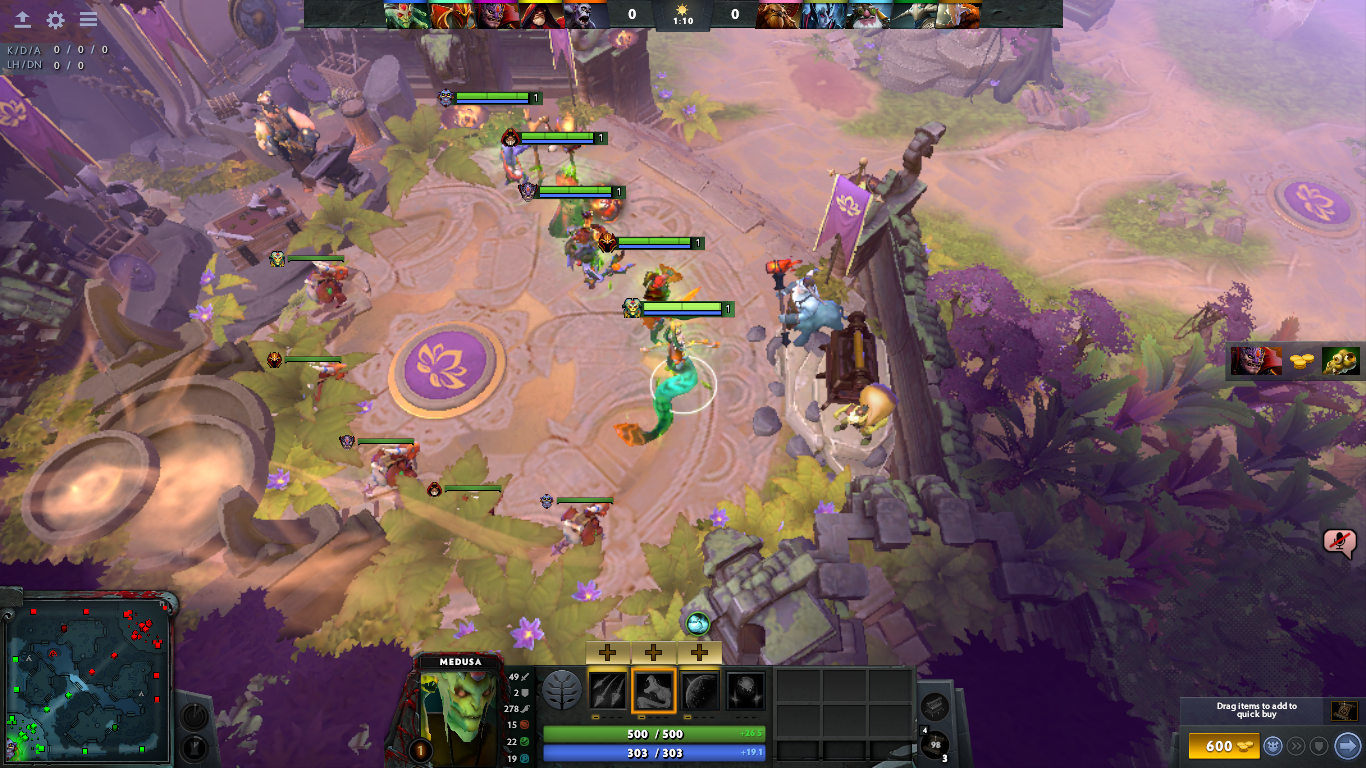 0
1:10
0
K/D/A 0 / 0 / 0
LH/DN 0 / 0
1
1
1
1
1
MEDUSA
49
2
278
15
22
19
1
500 / 500 +26.5
303 / 303 +19.1
4
98
3
Drag items to add to
quick buy
600